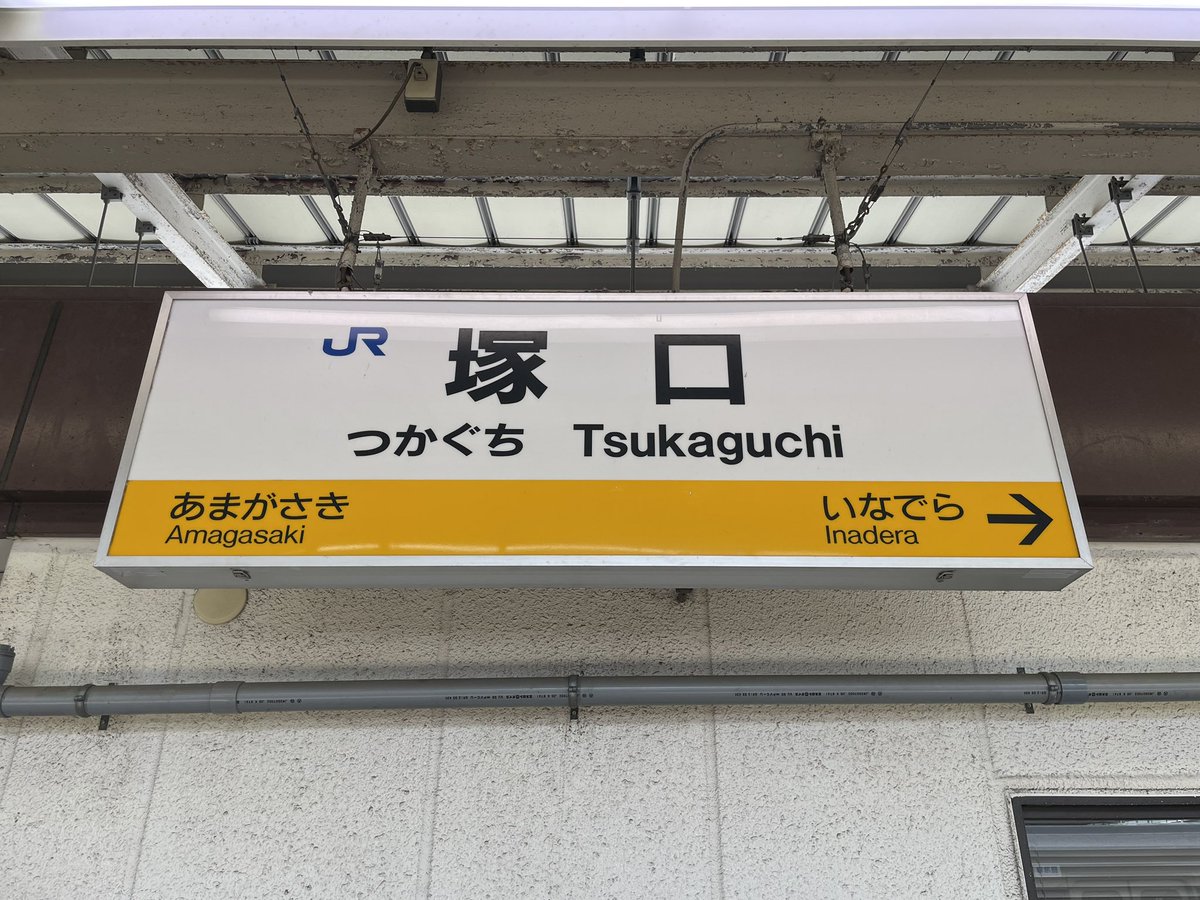 JR 塚口
つかぐち Tsukaguchi
あまがさき いなでら →
Amagasaki Inadera